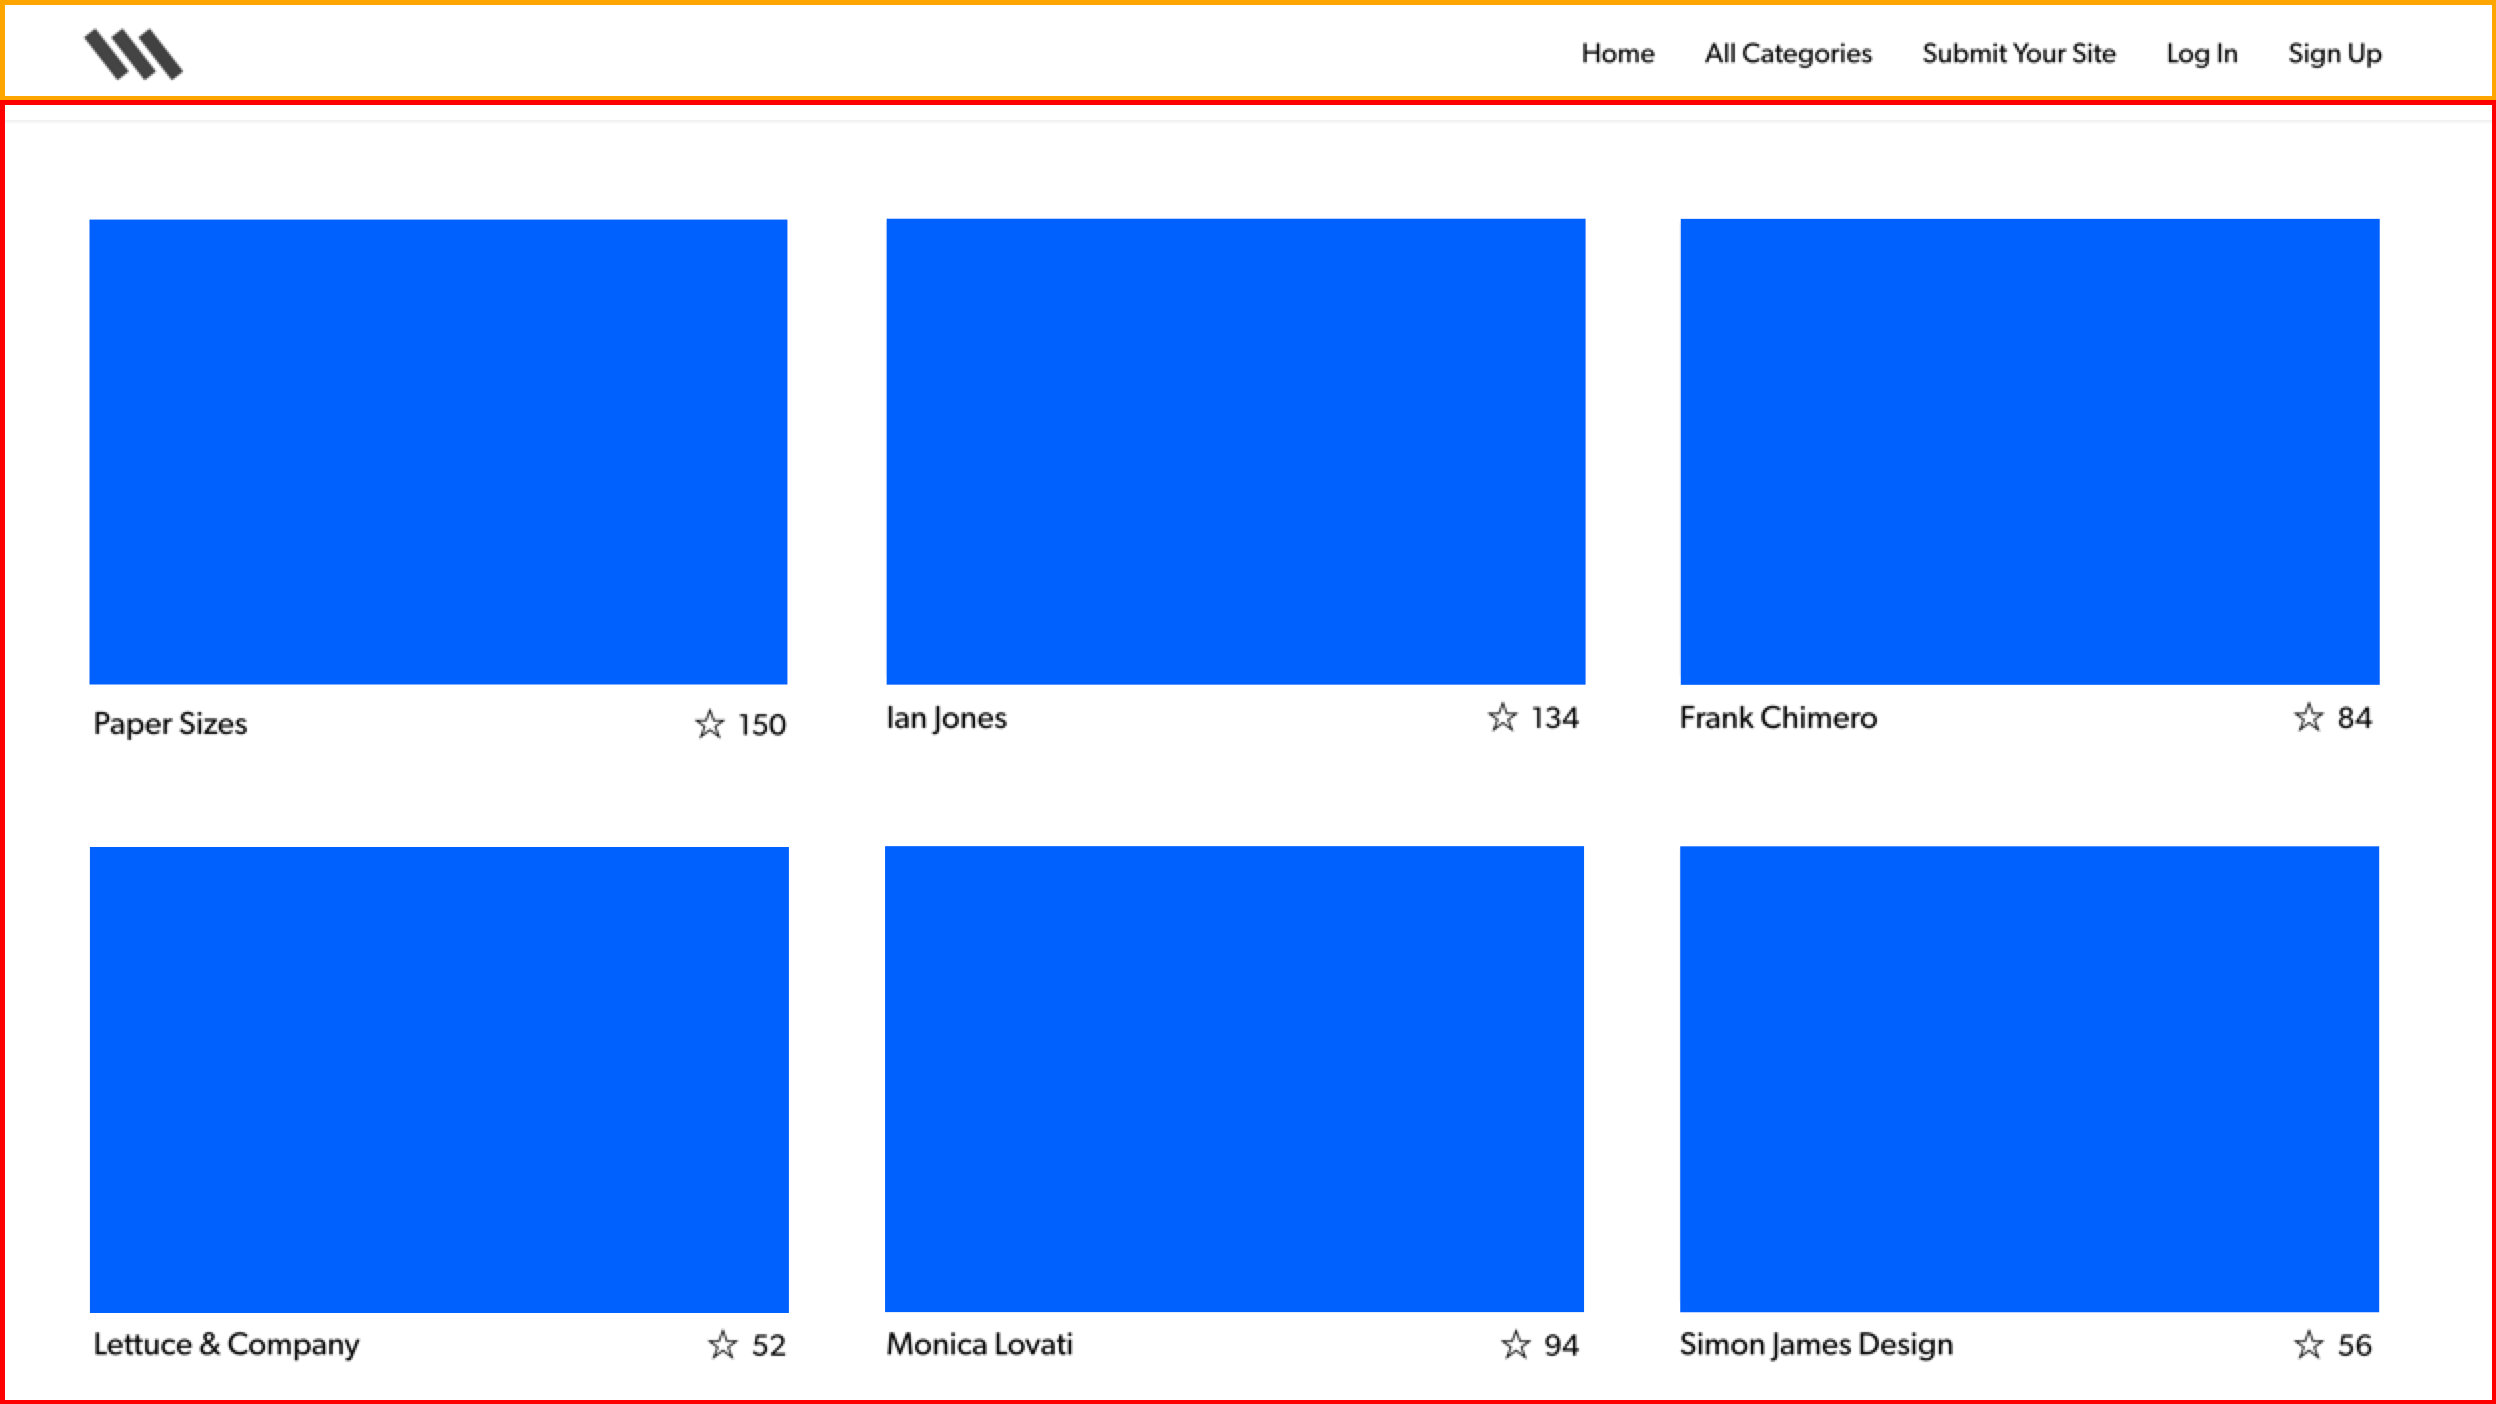 Home All Categories Submit Your Site Log In Sign Up
Paper Sizes ☆ 150
Ian Jones ☆ 134
Frank Chimero ☆ 84
Lettuce & Company ☆ 52
Monica Lovati ☆ 94
Simon James Design ☆ 56